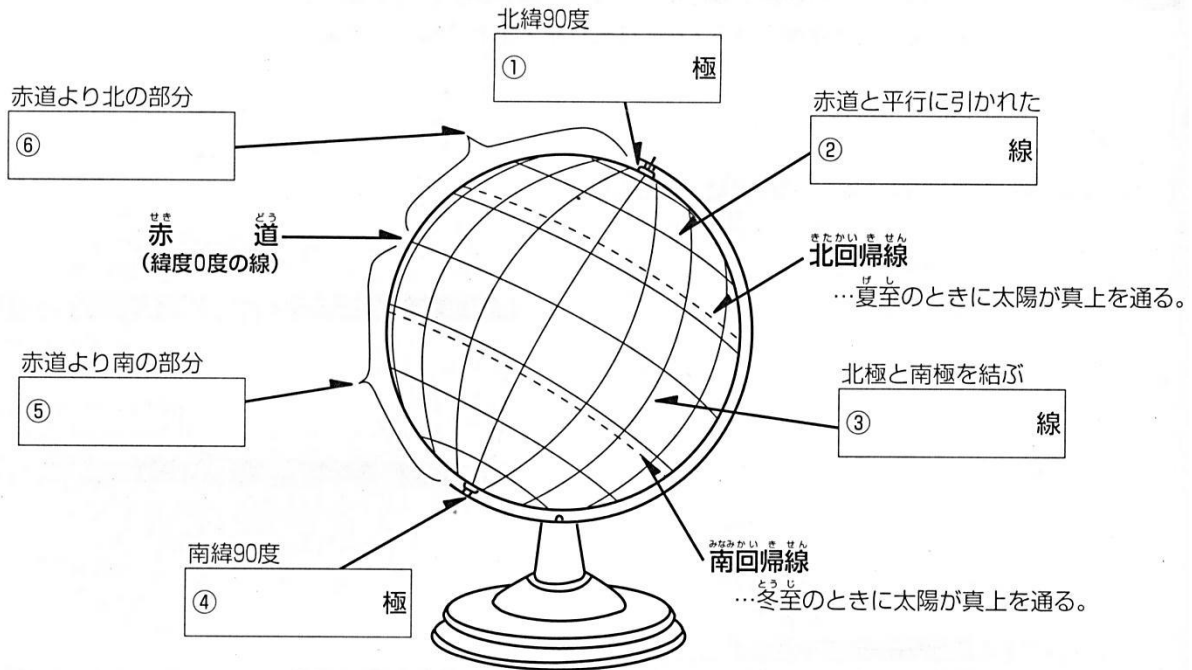 北緯90度
① 極
赤道より北の部分
⑥
赤道と平行に引かれた
② 線
せき どう
赤 道
(緯度0度の線)
きたかいきせん
北回帰線
げし
…夏至のときに太陽が真上を通る。
赤道より南の部分
⑤
北極と南極を結ぶ
③ 線
南緯90度
④ 極
みなみかいきせん
南回帰線
とうじ
…冬至のときに太陽が真上を通る。